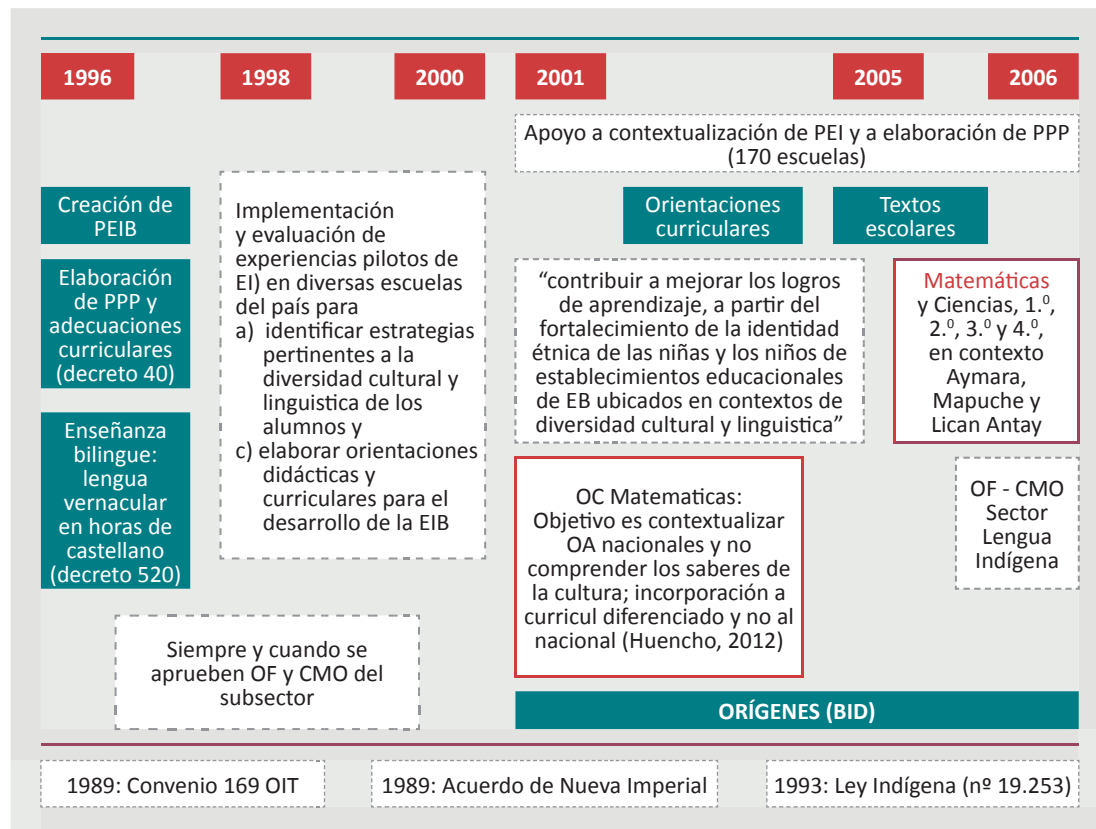 1996
1998
2000
2001
2005
2006
Apoyo a contextualización de PEI y a elaboración de PPP
(170 escuelas)
Creación de
PEIB
Elaboración
de PPP y
adecuaciones
curriculares
(decreto 40)
Enseñanza
bilingue:
lengua
vernacular
en horas de
castellano
(decreto 520)
Implementación
y evaluación de
experiencias pilotos de
EI) en diversas escuelas
del país para
a) identificar estrategias
pertinentes a la
diversidad cultural y
linguistica de los
alumnos y
c) elaborar orientaciones
didácticas y
curriculares para el
desarrollo de la EIB
Siempre y cuando se
aprueben OF y CMO del
subsector
Orientaciones
curriculares
Textos
escolares
“contribuir a mejorar los logros
de aprendizaje, a partir del
fortalecimiento de la identidad
étnica de las niñas y los niños de
establecimientos educacionales
de EB ubicados en contextos de
diversidad cultural y linguistica”
Matemáticas
y Ciencias, 1.⁰,
2.⁰, 3.⁰ y 4.⁰,
en contexto
Aymara,
Mapuche y
Lican Antay
OC Matematicas:
Objetivo es contextualizar
OA nacionales y no
comprender los saberes de
la cultura; incorporación a
curricul diferenciado y no al
nacional (Huencho, 2012)
OF - CMO
Sector
Lengua
Indígena
ORÍGENES (BID)
1989: Convenio 169 OIT
1989: Acuerdo de Nueva Imperial
1993: Ley Indígena (nº 19.253)